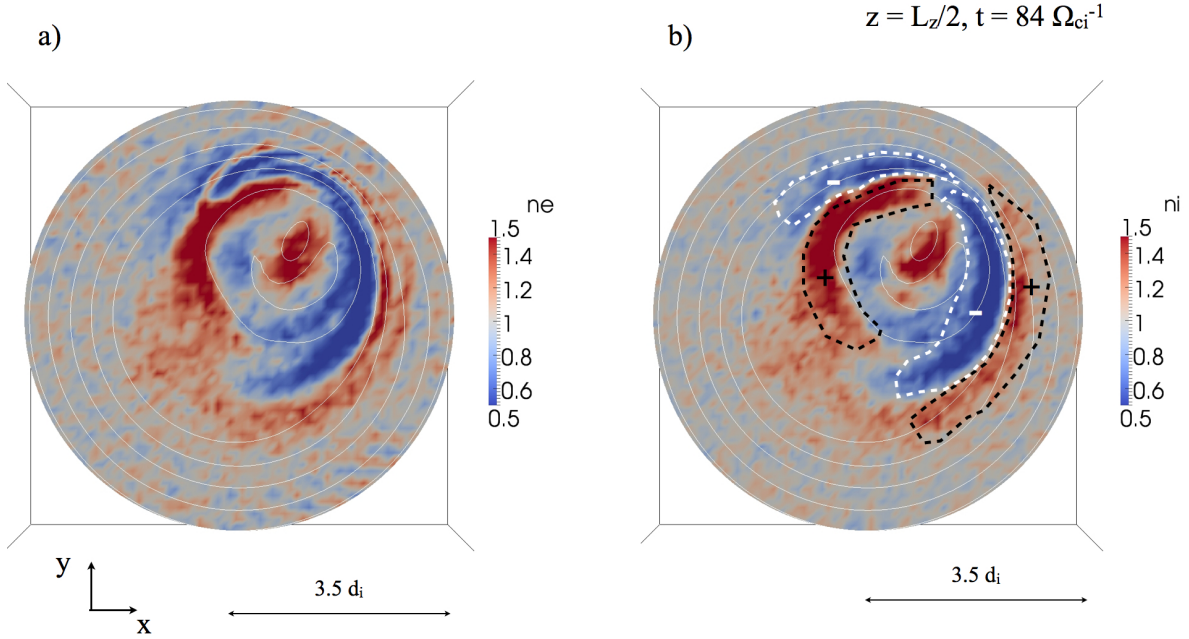 z = Lz/2, t = 84 Ωci-1
a)
b)
ne
1.5
1.4
1.2
1
0.8
0.6
0.5
ni
1.5
1.4
1.2
1
0.8
0.6
0.5
-
+
+
-
y
x
3.5 di
3.5 di